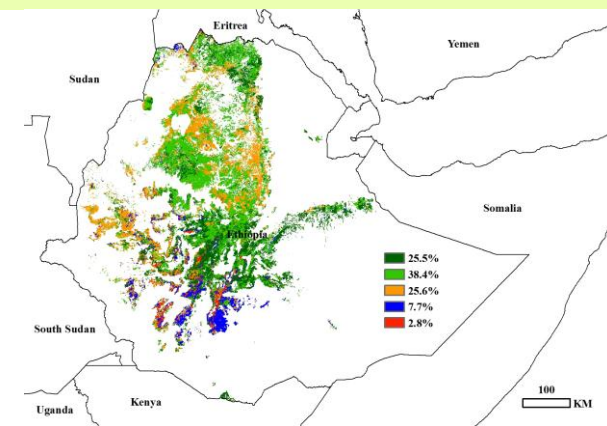 Eritrea
Yemen
Sudan
Somalia
Ethiopia
25.5%
38.4%
25.6%
7.7%
2.8%
South Sudan
100
KM
Uganda
Kenya